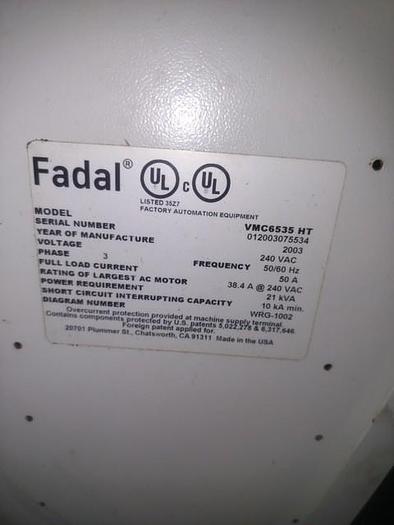 Fadal® UL c UL
LISTED 35Z7
FACTORY AUTOMATION EQUIPMENT
MODEL VMC6535 HT
SERIAL NUMBER 012003075534
YEAR OF MANUFACTURE 2003
VOLTAGE 240 VAC
PHASE 3 FREQUENCY 50/60 Hz
FULL LOAD CURRENT 50 A
RATING OF LARGEST AC MOTOR 38.4 A @ 240 VAC
POWER REQUIREMENT 21 kVA
SHORT CIRCUIT INTERRUPTING CAPACITY 10 kA min.
DIAGRAM NUMBER WRG-1002
Overcurrent protection provided at machine supply terminal.
Contains components protected by U.S. patents 5,022,278 & 6,317,646
Foreign patent applied for.
20701 Plummer St., Chatsworth, CA 91311 Made in the USA